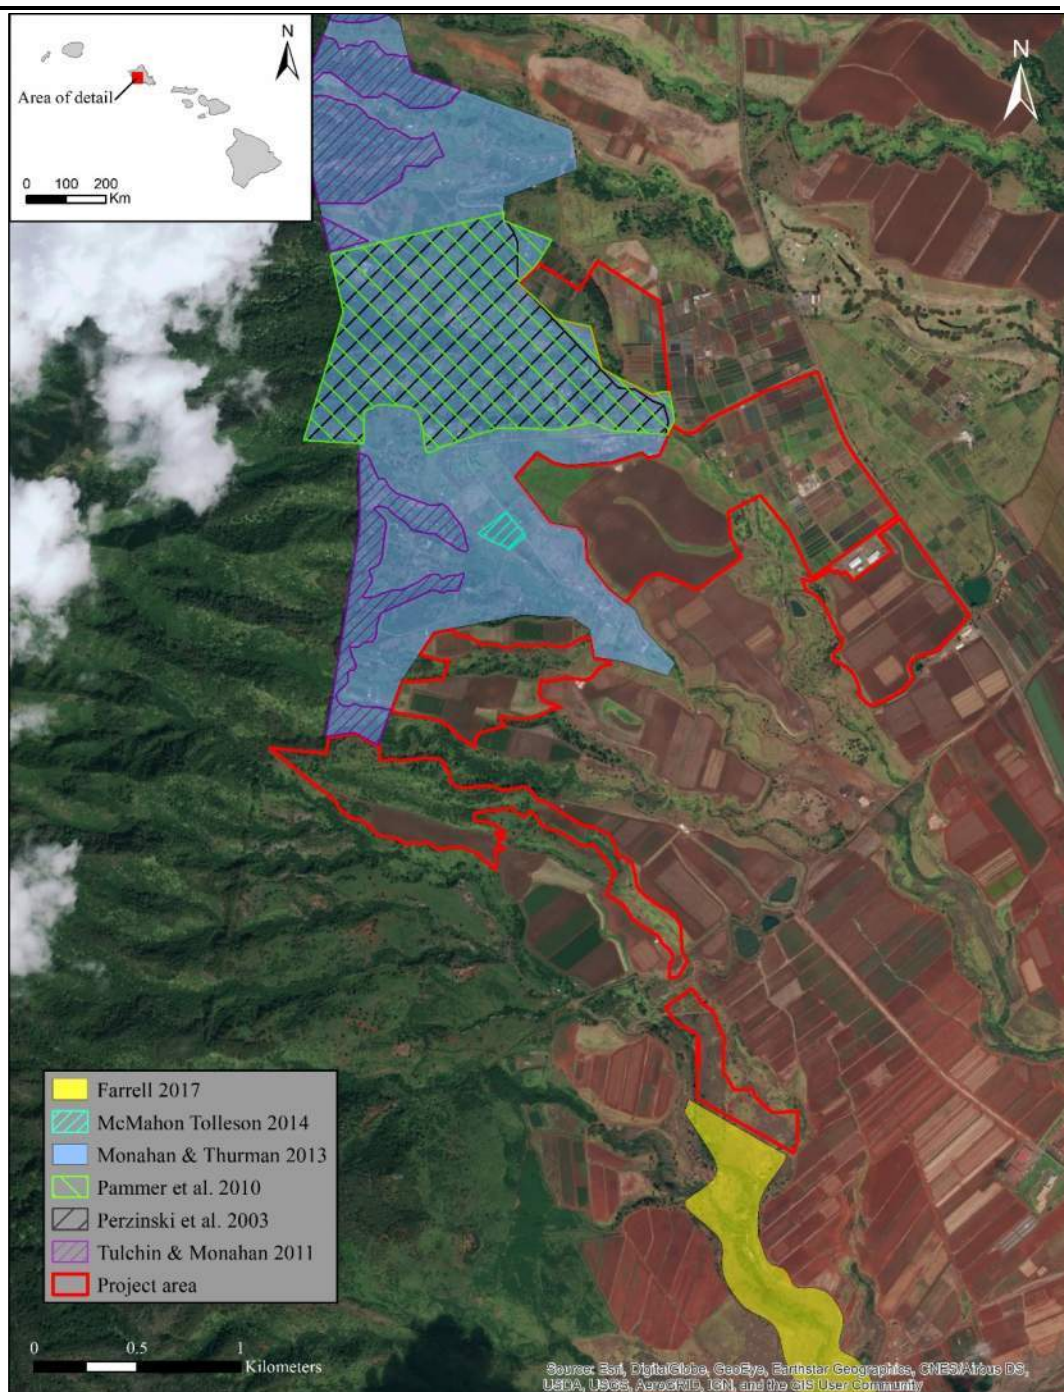 N
Area of detail
0 100 200
Km
N
Farrell 2017
McMahon Tolleson 2014
Monahan & Thurman 2013
Pammer et al. 2010
Perzinski et al. 2003
Tulchin & Monahan 2011
Project area
0 0.5 1
Kilometers
Source: Esri, DigitalGlobe, GeoEye, Earthstar Geographics, CNES/Airbus DS,
USDA, USGS, AeroGRID, IGN, and the GIS User Community